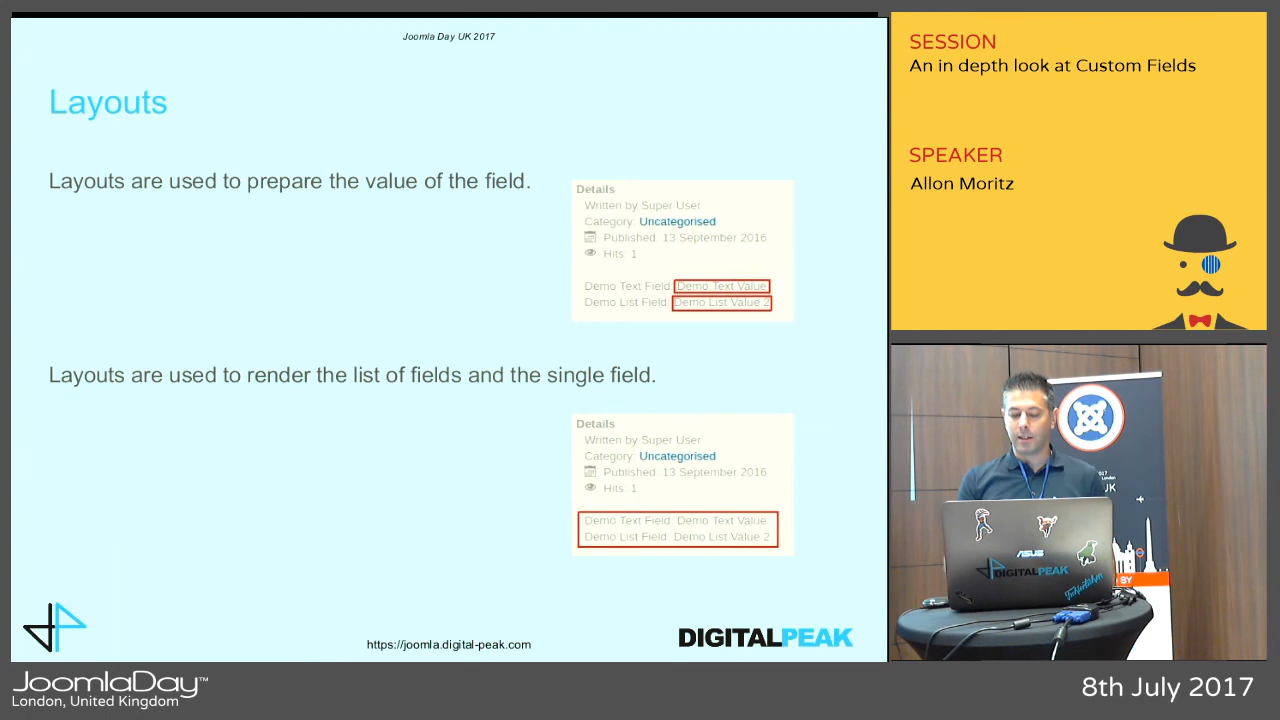 Joomla Day UK 2017
Layouts
Layouts are used to prepare the value of the field.
Details
Written by Super User
Category: Uncategorised
Published: 13 September 2016
Hits: 1
Demo Text Field: Demo Text Value
Demo List Field: Demo List Value 2
Layouts are used to render the list of fields and the single field.
Details
Written by Super User
Category: Uncategorised
Published: 13 September 2016
Hits: 1
Demo Text Field: Demo Text Value
Demo List Field: Demo List Value 2
https://joomla.digital-peak.com
DIGITALPEAK
SESSION
An in depth look at Custom Fields
SPEAKER
Allon Moritz
2017
London
UK
ASUS
DIGITALPEAK
BY
JoomlaDay™
London, United Kingdom
8th July 2017